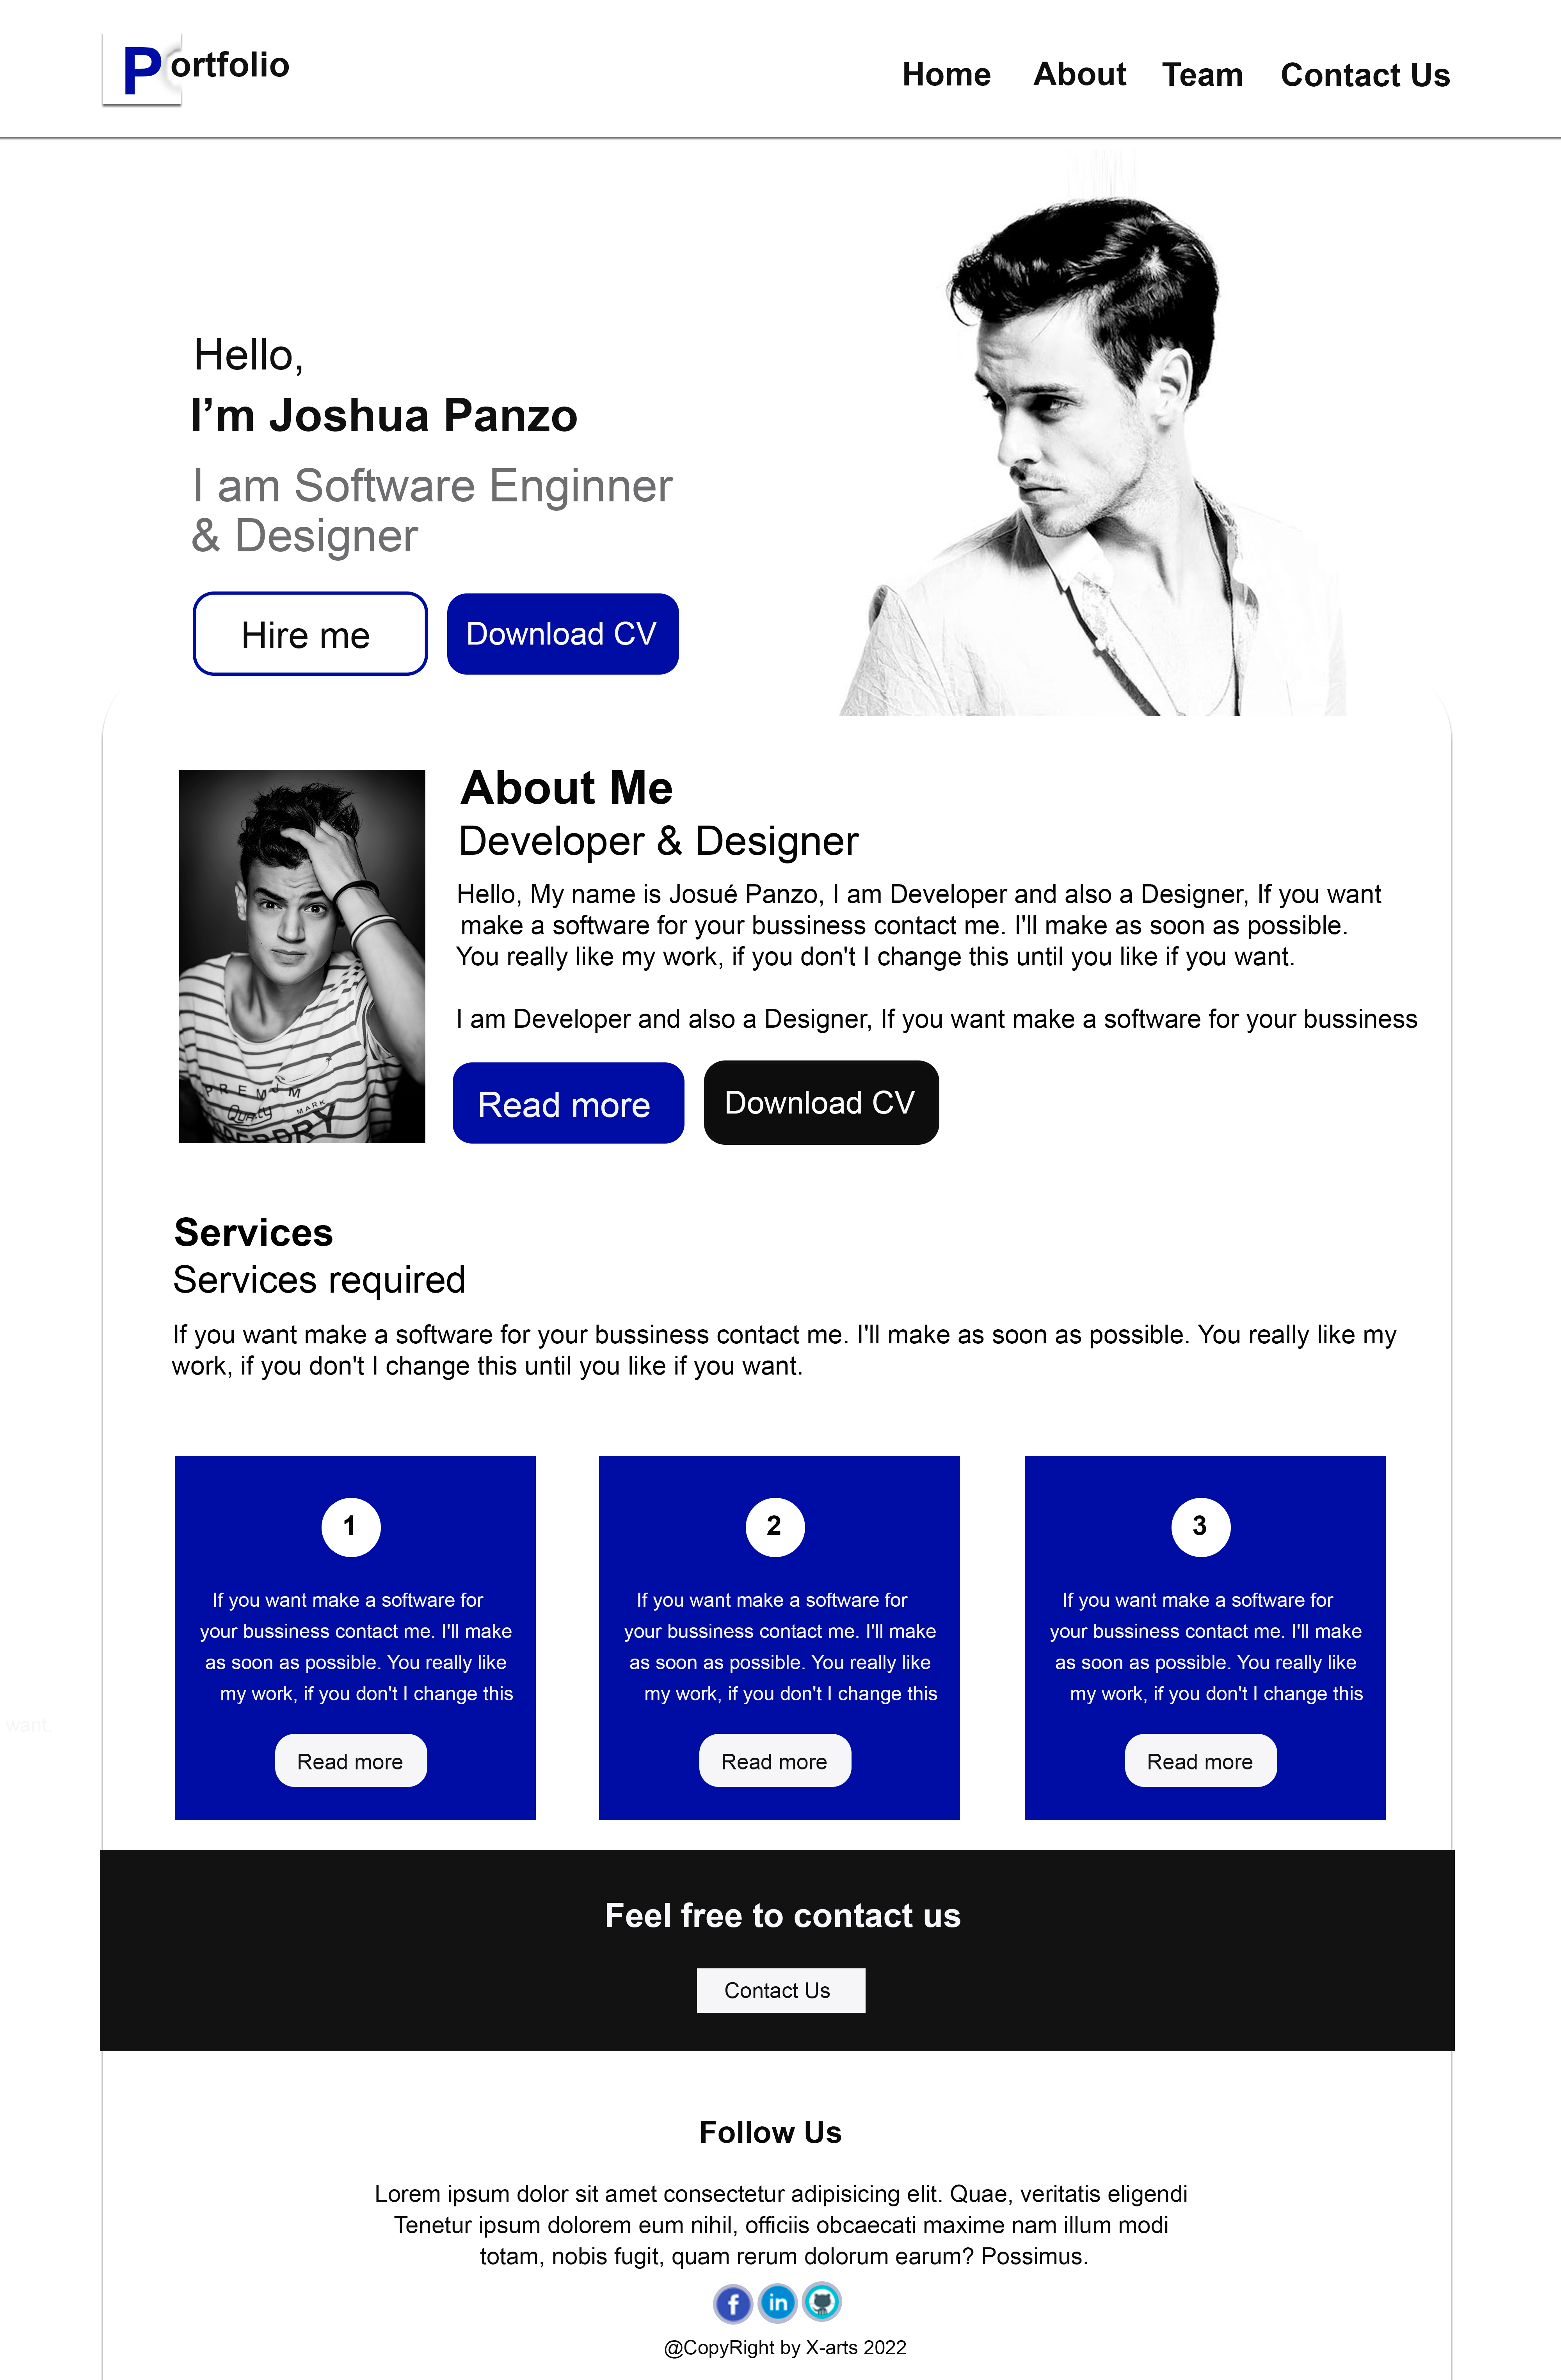 Portfolio
Home About Team Contact Us
Hello,
I’m Joshua Panzo
I am Software Enginner
& Designer
Hire me
Download CV
About Me
Developer & Designer
Hello, My name is Josué Panzo, I am Developer and also a Designer, If you want
make a software for your bussiness contact me. I'll make as soon as possible.
You really like my work, if you don't I change this until you like if you want.
I am Developer and also a Designer, If you want make a software for your bussiness
PREMJM
Quality
MARK
ERDRY
Read more
Download CV
Services
Services required
If you want make a software for your bussiness contact me. I'll make as soon as possible. You really like my
work, if you don't I change this until you like if you want.
1
If you want make a software for
your bussiness contact me. I'll make
as soon as possible. You really like
my work, if you don't I change this
Read more
2
If you want make a software for
your bussiness contact me. I'll make
as soon as possible. You really like
my work, if you don't I change this
Read more
3
If you want make a software for
your bussiness contact me. I'll make
as soon as possible. You really like
my work, if you don't I change this
Read more
want
Feel free to contact us
Contact Us
Follow Us
Lorem ipsum dolor sit amet consectetur adipisicing elit. Quae, veritatis eligendi
Tenetur ipsum dolorem eum nihil, officiis obcaecati maxime nam illum modi
totam, nobis fugit, quam rerum dolorum earum? Possimus.
f in
@CopyRight by X-arts 2022